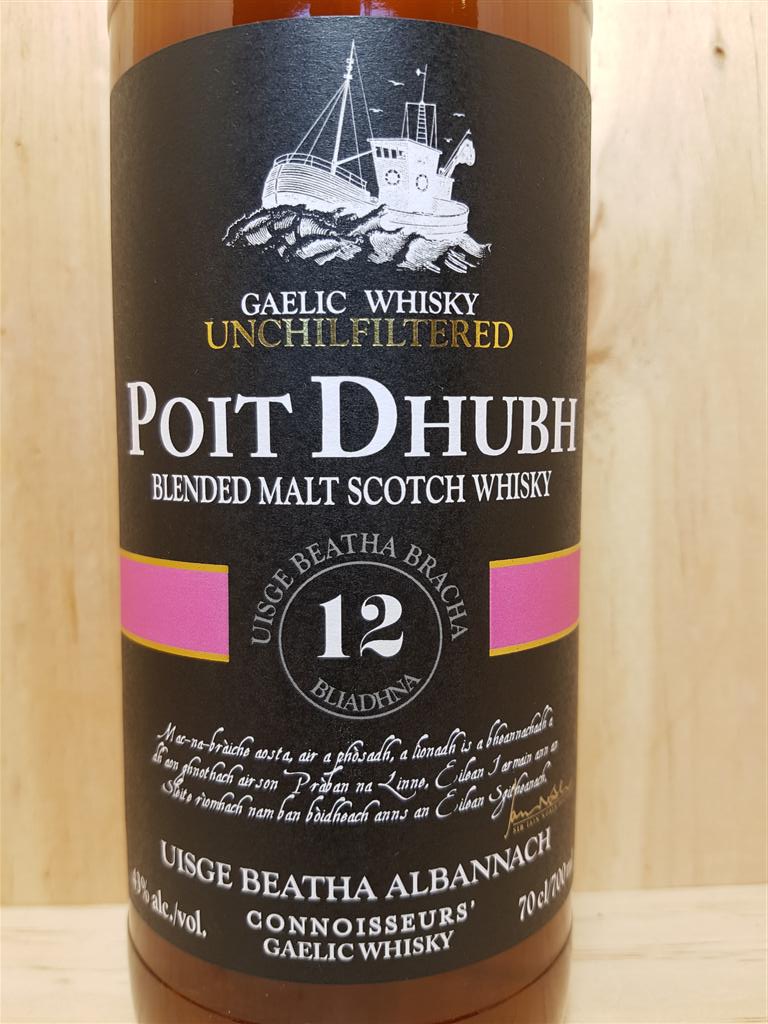 GAELIC WHISKY
UNCHILFILTERED
POIT DHUBH
BLENDED MALT SCOTCH WHISKY
UISGE BEATHA BRACHA
12
BLIADHNA
Mac-na-bràiche aosta, air a phòsadh, a lìonadh is a bheannachadh a
dh'aon ghnothach airson Pràban na Linne, Eilean Iarmain ann an
Slèite rìomhach nam ban bòidheach anns an Eilean Sgitheanach.
UISGE BEATHA ALBANNACH
43% alc./vol.
CONNOISSEURS'
GAELIC WHISKY
70 cl/700